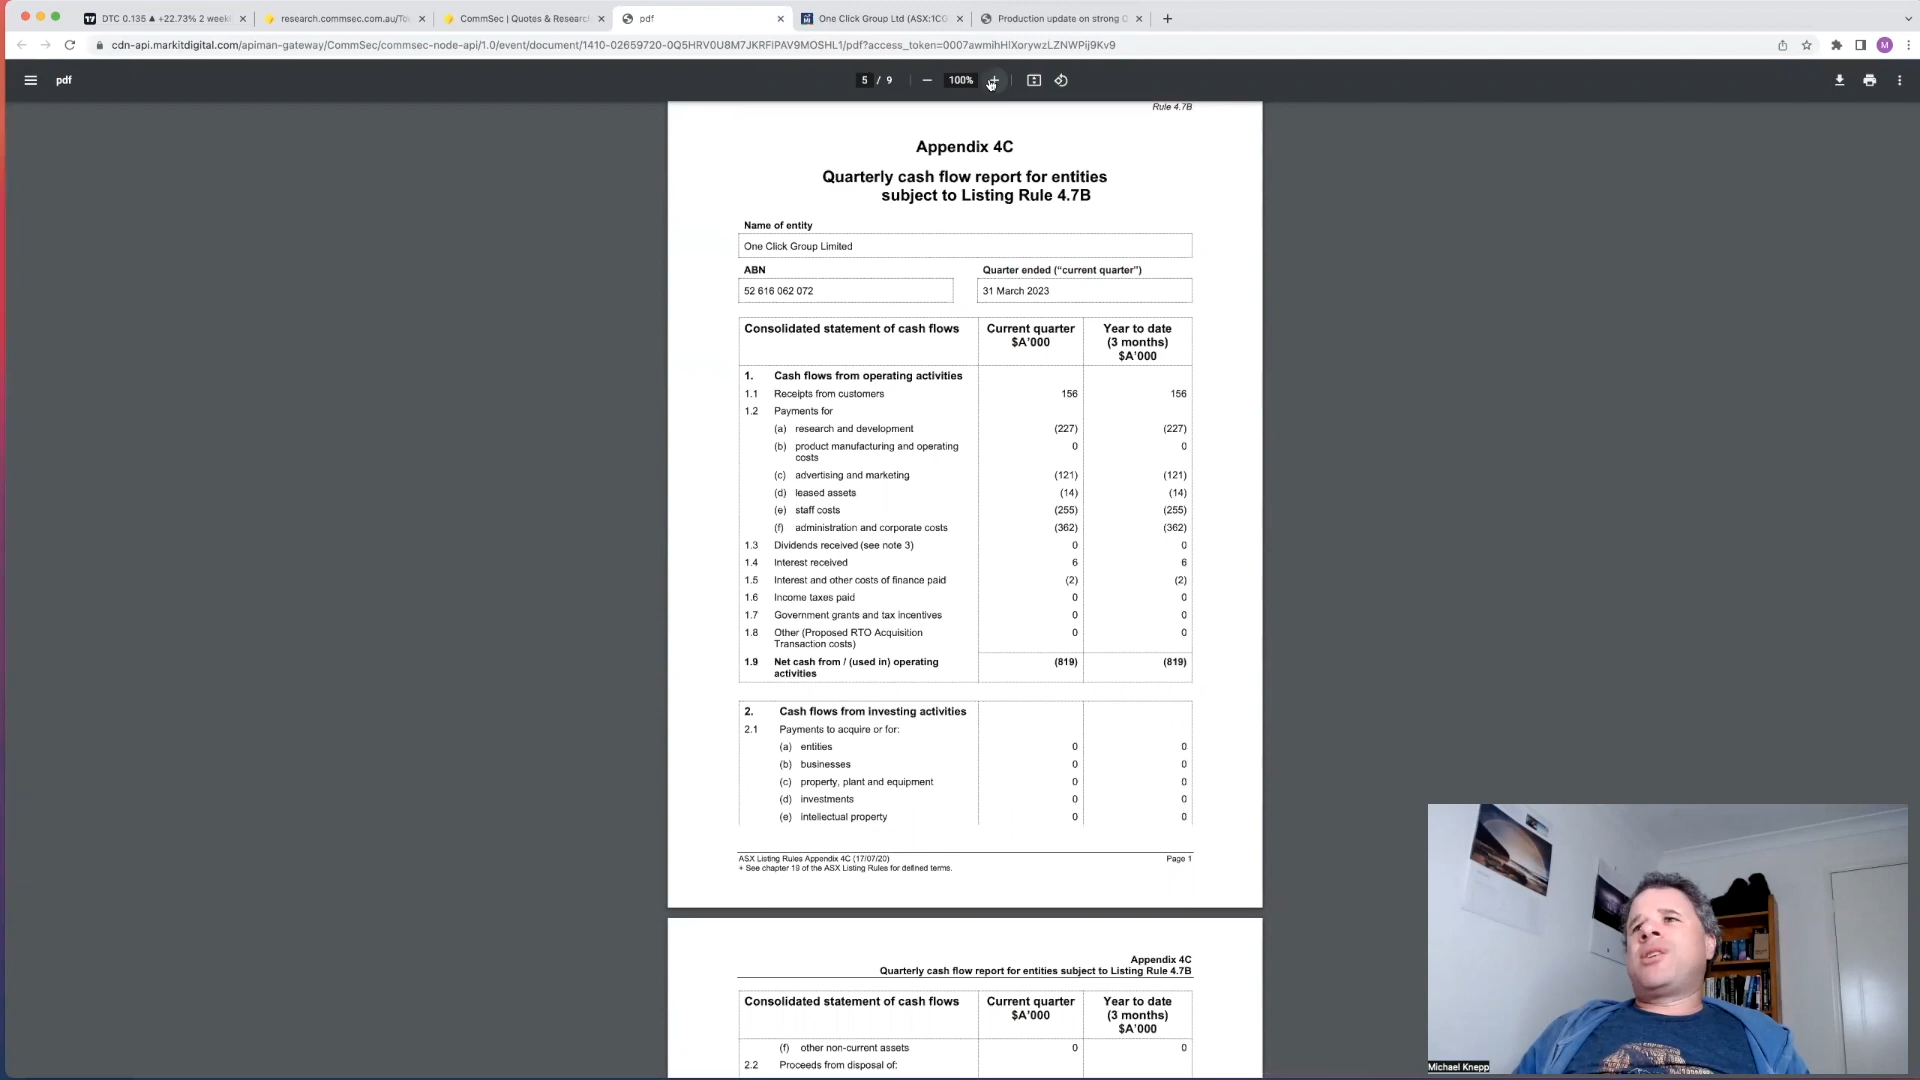 DTC 0.135 ▲ +22.73% 2 week
research.commsec.com.au/To
CommSec | Quotes & Researc
pdf
One Click Group Ltd (ASX:1CG
Production update on strong
cdn-api.markitdigital.com/apiman-gateway/CommSec/commsec-node-api/1.0/event/document/1410-02659720-0Q5HRV0U8M7JKRFIPAV9MOSHL1/pdf?access_token=0007awmihHIXorywzLZNWPij9Kv9
M
pdf
5 / 9
100%
Rule 4.7B
Appendix 4C
Quarterly cash flow report for entities
subject to Listing Rule 4.7B
Name of entity
One Click Group Limited
ABN
Quarter ended (“current quarter”)
52 616 062 072
31 March 2023
Consolidated statement of cash flows
Current quarter
$A’000
Year to date
(3 months)
$A’000
1. Cash flows from operating activities
1.1 Receipts from customers 156 156
1.2 Payments for
(a) research and development (227) (227)
(b) product manufacturing and operating 0 0
costs
(c) advertising and marketing (121) (121)
(d) leased assets (14) (14)
(e) staff costs (255) (255)
(f) administration and corporate costs (362) (362)
1.3 Dividends received (see note 3) 0 0
1.4 Interest received 6 6
1.5 Interest and other costs of finance paid (2) (2)
1.6 Income taxes paid 0 0
1.7 Government grants and tax incentives 0 0
1.8 Other (Proposed RTO Acquisition 0 0
Transaction costs)
1.9 Net cash from / (used in) operating (819) (819)
activities
2. Cash flows from investing activities
2.1 Payments to acquire or for:
(a) entities 0 0
(b) businesses 0 0
(c) property, plant and equipment 0 0
(d) investments 0 0
(e) intellectual property 0 0
ASX Listing Rules Appendix 4C (17/07/20) Page 1
+ See chapter 19 of the ASX Listing Rules for defined terms.
Appendix 4C
Quarterly cash flow report for entities subject to Listing Rule 4.7B
Consolidated statement of cash flows
Current quarter
$A’000
Year to date
(3 months)
$A’000
(f) other non-current assets 0 0
2.2 Proceeds from disposal of:
Michael Knepp